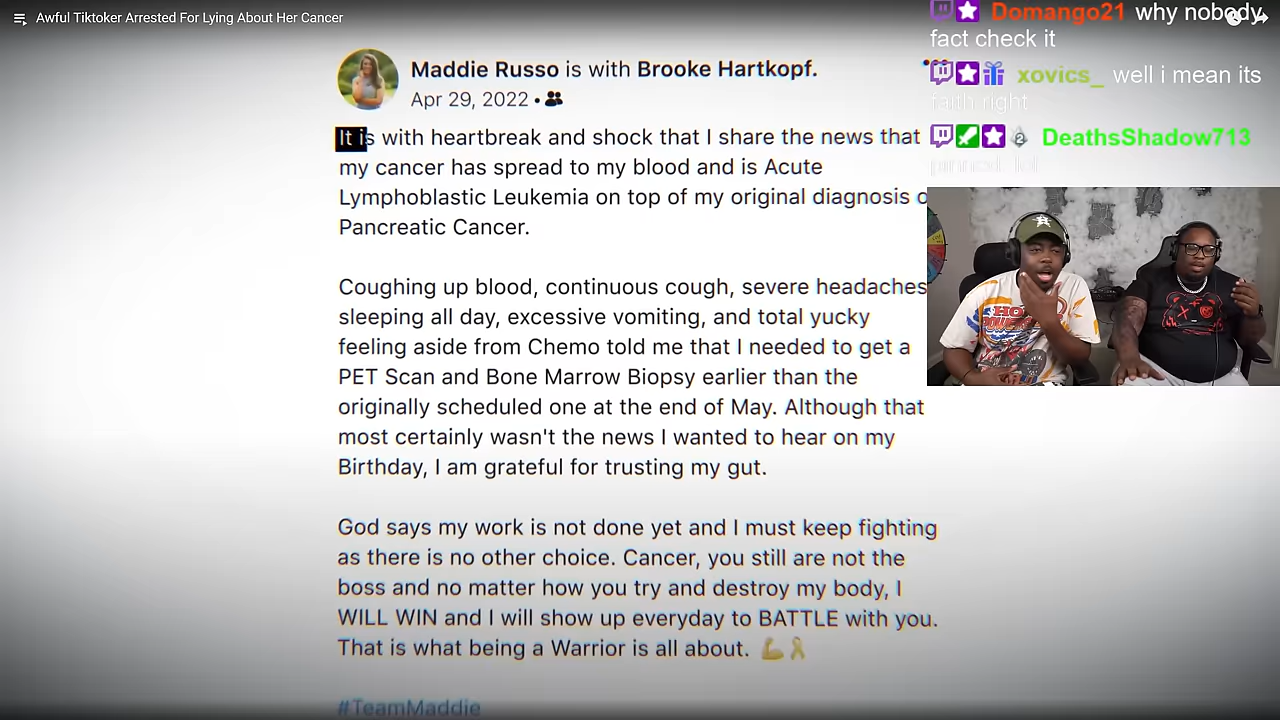 Awful Tiktoker Arrested For Lying About Her Cancer
Maddie Russo is with Brooke Hartkopf.
Apr 29, 2022 •
It is with heartbreak and shock that I share the news that
my cancer has spread to my blood and is Acute
Lymphoblastic Leukemia on top of my original diagnosis o
Pancreatic Cancer.
Coughing up blood, continuous cough, severe headaches
sleeping all day, excessive vomiting, and total yucky
feeling aside from Chemo told me that I needed to get a
PET Scan and Bone Marrow Biopsy earlier than the
originally scheduled one at the end of May. Although that
most certainly wasn't the news I wanted to hear on my
Birthday, I am grateful for trusting my gut.
God says my work is not done yet and I must keep fighting
as there is no other choice. Cancer, you still are not the
boss and no matter how you try and destroy my body, I
WILL WIN and I will show up everyday to BATTLE with you.
That is what being a Warrior is all about. 💪🎗
#TeamMaddie
Domango21 why nobody
fact check it
xovics_ well i mean its
faith right
2 DeathsShadow713
pinned. lol